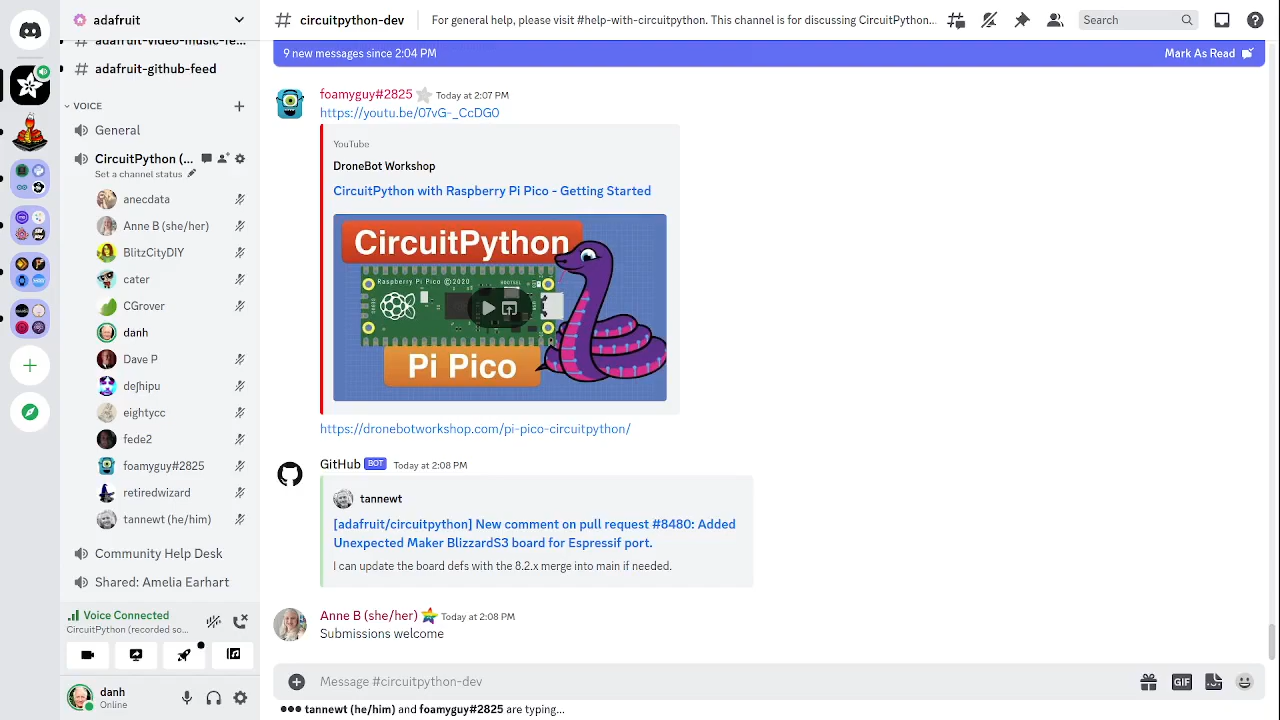 adafruit
circuitpython-dev
For general help, please visit #help-with-circuitpython. This channel is for discussing CircuitPython...
Search
adafruit-video-music-fe...
adafruit-github-feed
VOICE
General
CircuitPython (...
Set a channel status
anecdata
Anne B (she/her)
BlitzCityDIY
cater
CGrover
danh
Dave P
deʃhipu
eightycc
fede2
foamyguy#2825
retiredwizard
tannewt (he/him)
Community Help Desk
Shared: Amelia Earhart
Voice Connected
CircuitPython (recorded so...
danh
Online
9 new messages since 2:04 PM
Mark As Read
foamyguy#2825 Today at 2:07 PM
https://youtu.be/07vG-_CcDG0
YouTube
DroneBot Workshop
CircuitPython with Raspberry Pi Pico - Getting Started
CircuitPython
Raspberry Pi Pico ©2020
BOOTSEL
Pi Pico
https://dronebotworkshop.com/pi-pico-circuitpython/
GitHub BOT Today at 2:08 PM
tannewt
[adafruit/circuitpython] New comment on pull request #8480: Added
Unexpected Maker BlizzardS3 board for Espressif port.
I can update the board defs with the 8.2.x merge into main if needed.
Anne B (she/her) Today at 2:08 PM
Submissions welcome
Message #circuitpython-dev
GIF
tannewt (he/him) and foamyguy#2825 are typing...